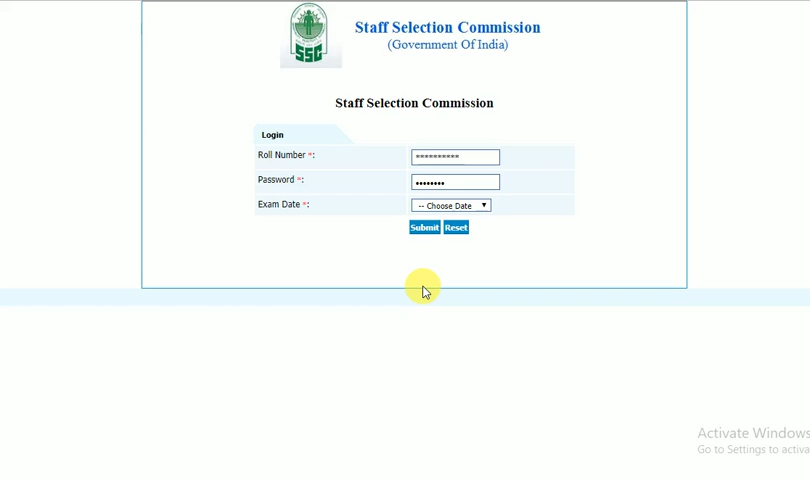 Staff Selection Commission
(Government Of India)
SSC
Staff Selection Commission
Login
Roll Number *:
**********
Password *:
••••••••
Exam Date *:
-- Choose Date
Submit Reset
Activate Windows
Go to Settings to activa